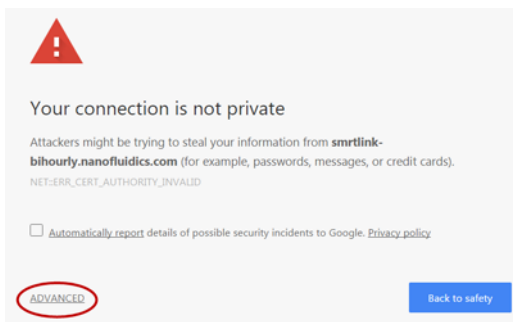 Your connection is not private
Attackers might be trying to steal your information from smrtlink-
bihourly.nanofluidics.com (for example, passwords, messages, or credit cards).
NET::ERR_CERT_AUTHORITY_INVALID
Automatically report details of possible security incidents to Google. Privacy policy
ADVANCED
Back to safety